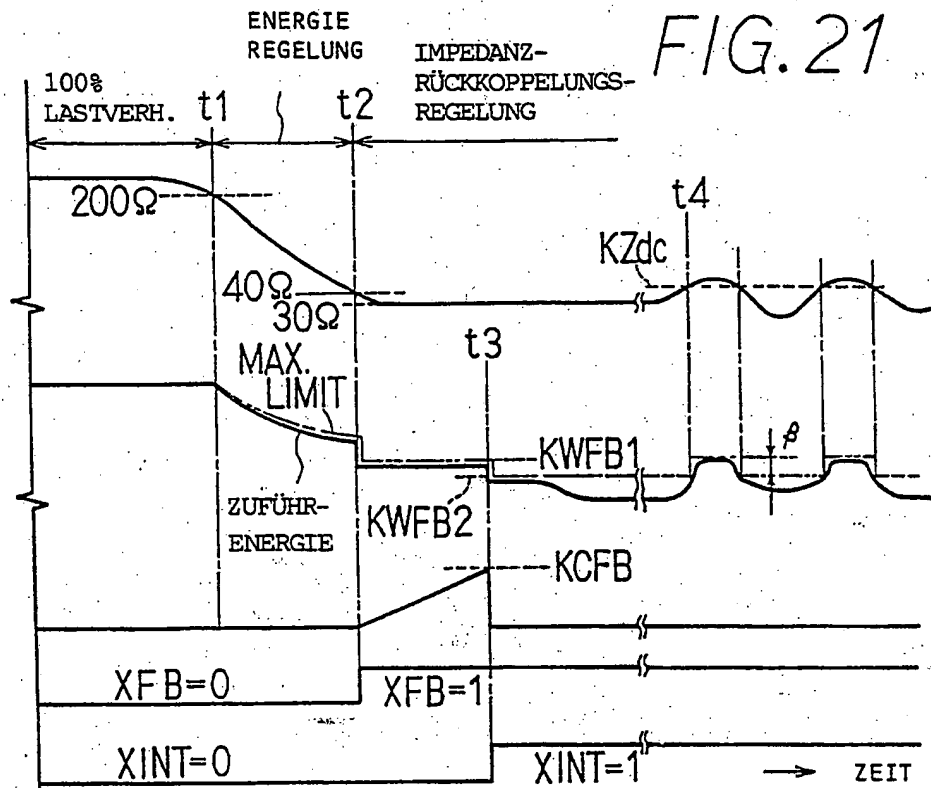 FIG. 21
ENERGIE
REGELUNG
IMPEDANZ-
RÜCKKOPPELUNGS-
REGELUNG
100%
LASTVERH.
t1
t2
200Ω
t4
KZdc
40Ω
30Ω
t3
MAX.
LIMIT
β
KWFB1
ZUFÜHR-
ENERGIE
KWFB2
KCFB
XFB=0
XFB=1
XINT=0
XINT=1
ZEIT